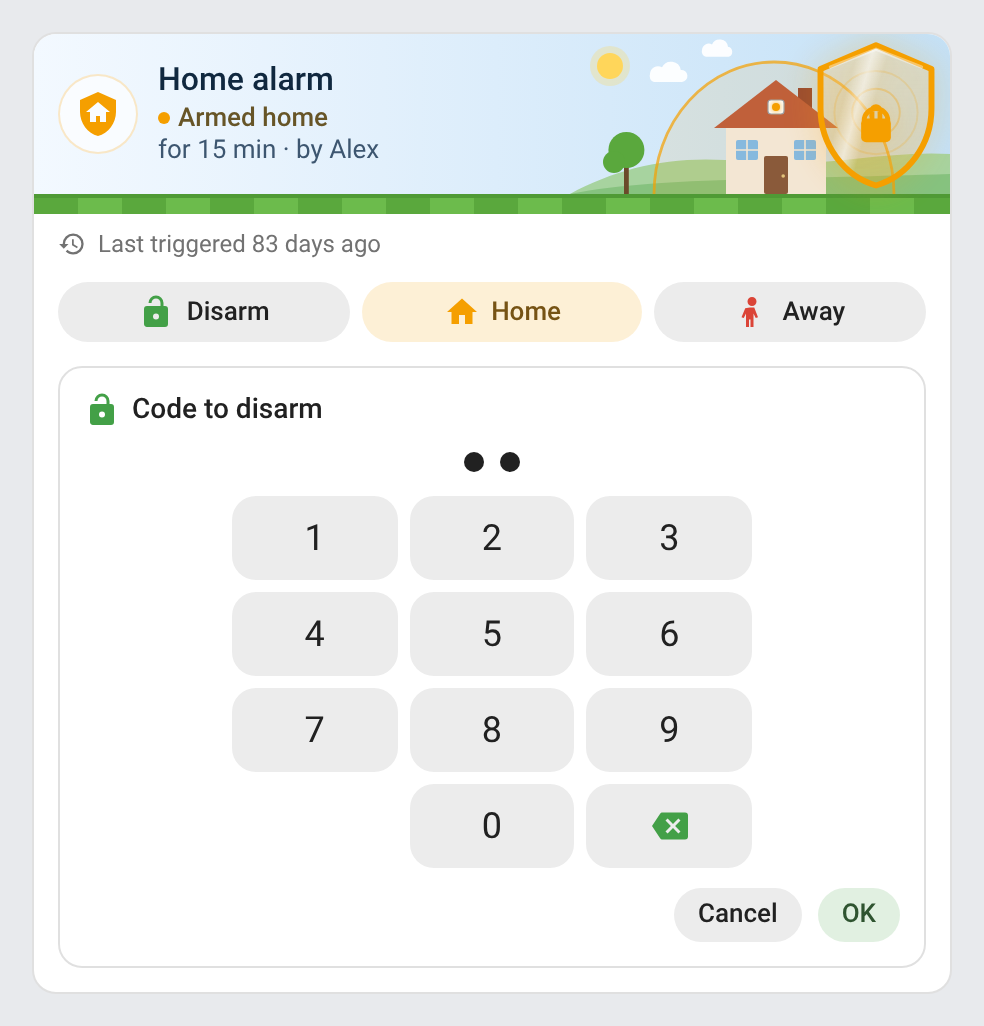 Home alarm
Armed home
for 15 min · by Alex
Last triggered 83 days ago
Disarm
Home
Away
Code to disarm
1
2
3
4
5
6
7
8
9
0
Cancel
OK